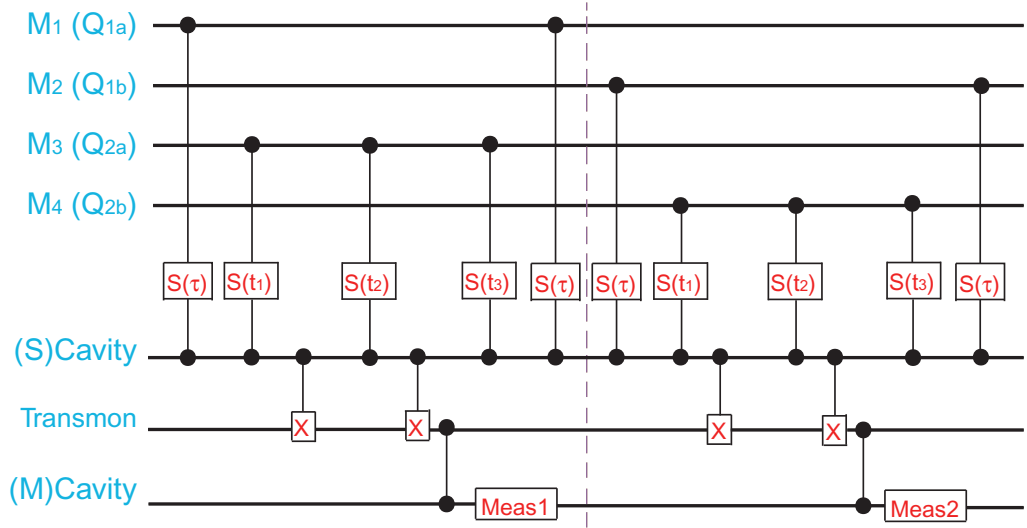 M1 (Q1a)
M2 (Q1b)
M3 (Q2a)
M4 (Q2b)
S(τ) S(t1) S(t2) S(t3) S(τ) S(τ) S(t1) S(t2) S(t3) S(τ)
(S)Cavity
Transmon X X X X
(M)Cavity Meas1 Meas2